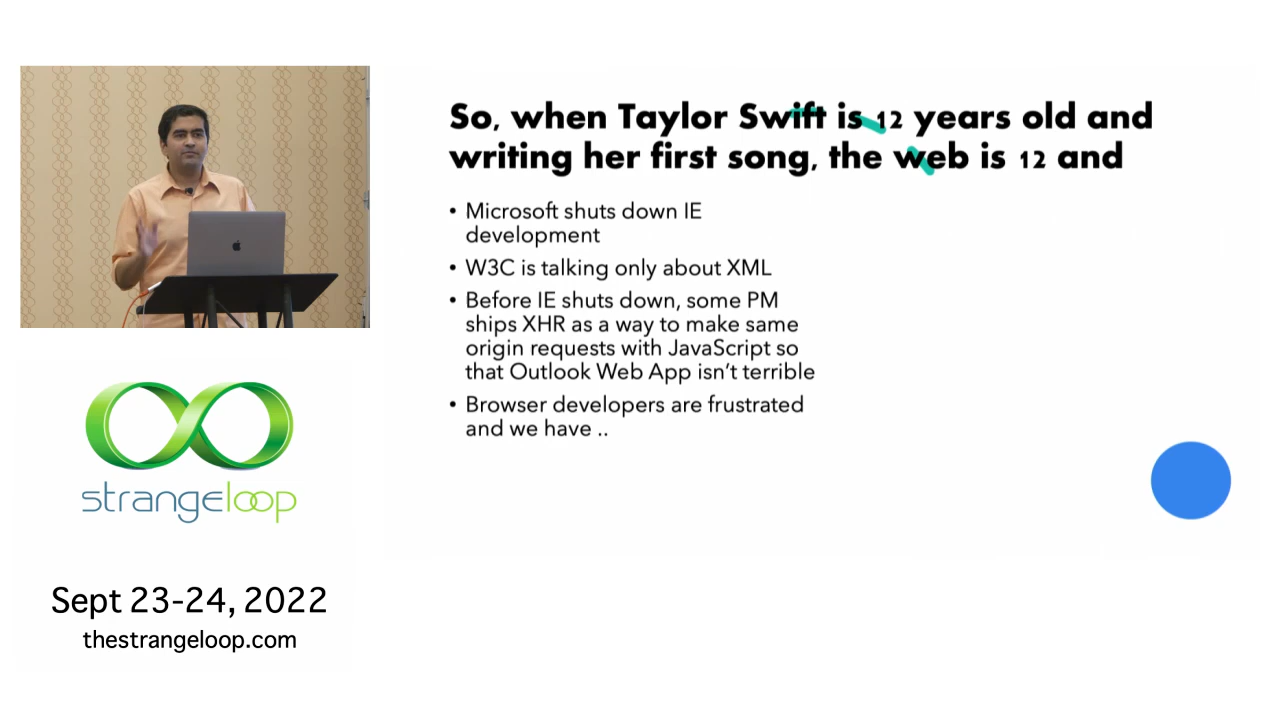 So, when Taylor Swift is 12 years old and
writing her first song, the web is 12 and
• Microsoft shuts down IE
development
• W3C is talking only about XML
• Before IE shuts down, some PM
ships XHR as a way to make same
origin requests with JavaScript so
that Outlook Web App isn't terrible
• Browser developers are frustrated
and we have ..
strangeloop
Sept 23-24, 2022
thestrangeloop.com